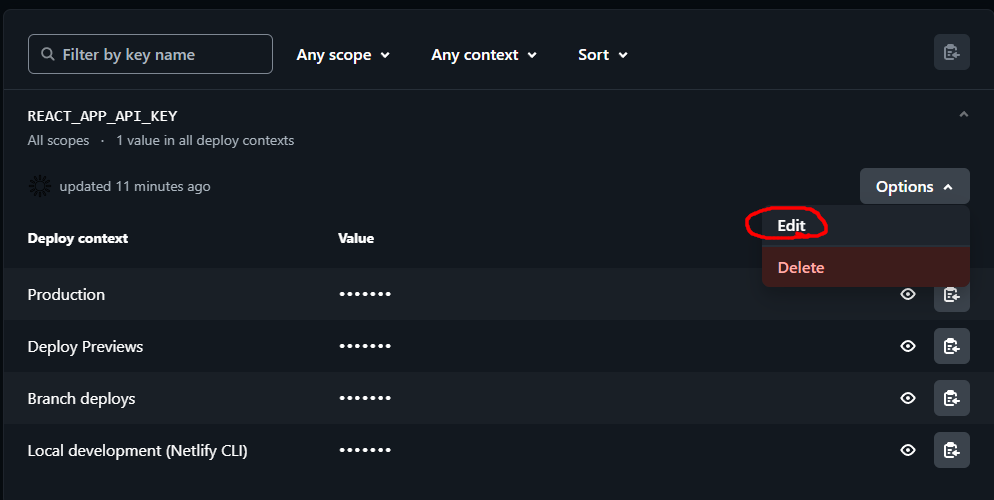 Filter by key name Any scope Any context Sort
REACT_APP_API_KEY
All scopes · 1 value in all deploy contexts
updated 11 minutes ago Options
Edit
Deploy context Value
Delete
Production •••••••
Deploy Previews •••••••
Branch deploys •••••••
Local development (Netlify CLI) •••••••